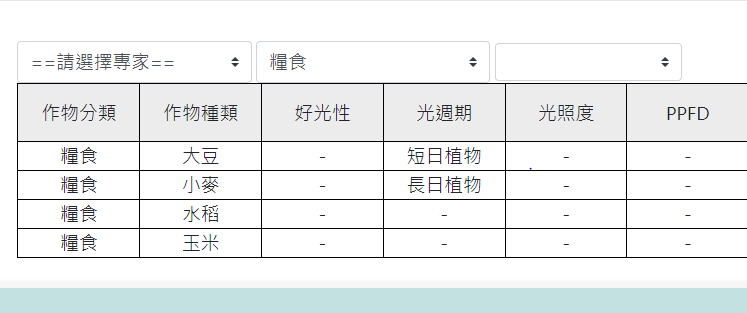 ==請選擇專家== 糧食
作物分類 作物種類 好光性 光週期 光照度 PPFD
糧食 大豆 - 短日植物 - -
糧食 小麥 - 長日植物 - -
糧食 水稻 - - - -
糧食 玉米 - - - -